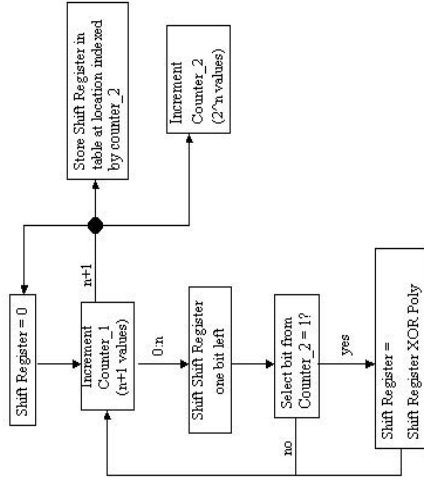 Shift Register = 0
Increment
Counter_1
(n+1 values)
n+1
0:n
Store Shift Register in
table at location indexed
by counter_2
Increment
Counter_2
(2^n values)
Shift Shift Register
one bit left
Select bit from
Counter_2 = 1?
no
yes
Shift Register =
Shift Register XOR Poly